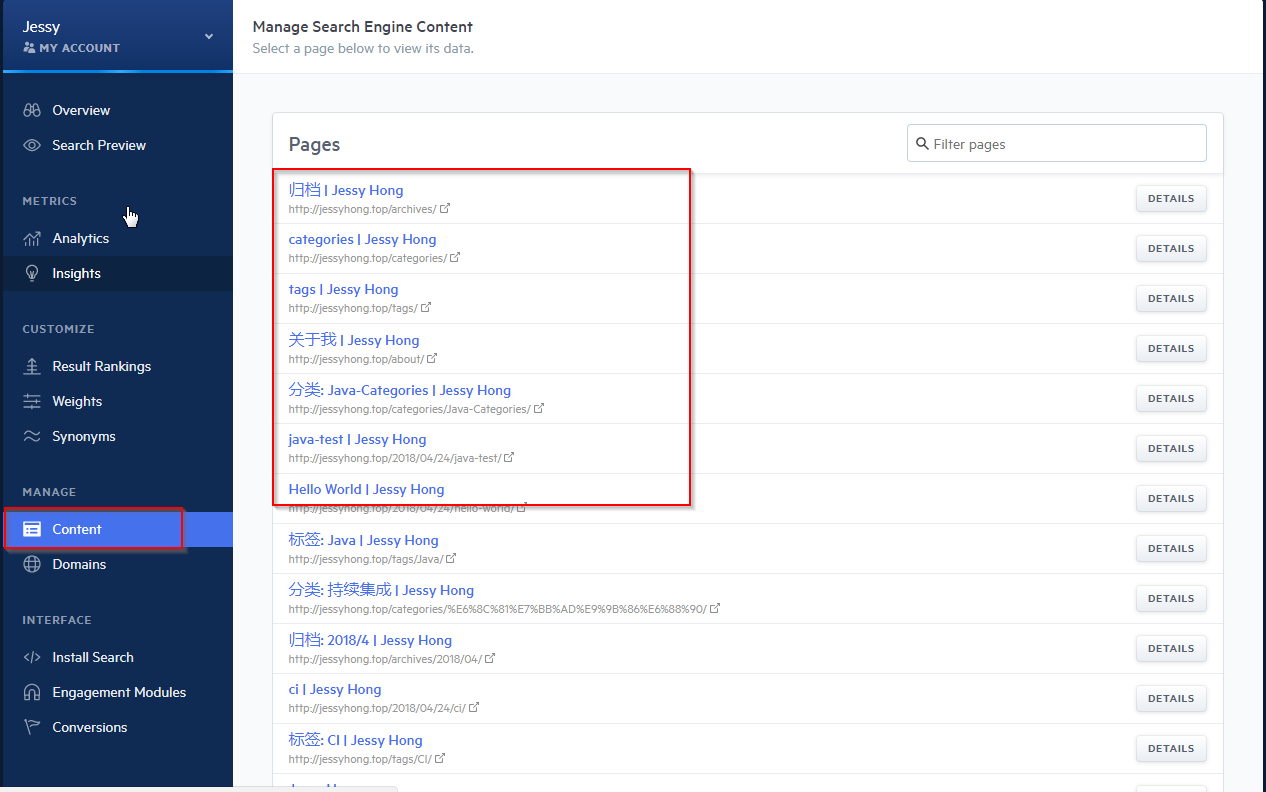 Jessy
MY ACCOUNT
Overview
Search Preview
METRICS
Analytics
Insights
CUSTOMIZE
Result Rankings
Weights
Synonyms
MANAGE
Content
Domains
INTERFACE
Install Search
Engagement Modules
Conversions
Manage Search Engine Content
Select a page below to view its data.
Pages
Filter pages
归档 | Jessy Hong
http://jessyhong.top/archives/
DETAILS
categories | Jessy Hong
http://jessyhong.top/categories/
DETAILS
tags | Jessy Hong
http://jessyhong.top/tags/
DETAILS
关于我 | Jessy Hong
http://jessyhong.top/about/
DETAILS
分类: Java-Categories | Jessy Hong
http://jessyhong.top/categories/Java-Categories/
DETAILS
java-test | Jessy Hong
http://jessyhong.top/2018/04/24/java-test/
DETAILS
Hello World | Jessy Hong
http://jessyhong.top/2018/04/24/hello-world/
DETAILS
标签: Java | Jessy Hong
http://jessyhong.top/tags/Java/
DETAILS
分类: 持续集成 | Jessy Hong
http://jessyhong.top/categories/%E6%8C%81%E7%BB%AD%E9%9B%86%E6%88%90/
DETAILS
归档: 2018/4 | Jessy Hong
http://jessyhong.top/archives/2018/04/
DETAILS
ci | Jessy Hong
http://jessyhong.top/2018/04/24/ci/
DETAILS
标签: CI | Jessy Hong
http://jessyhong.top/tags/CI/
DETAILS